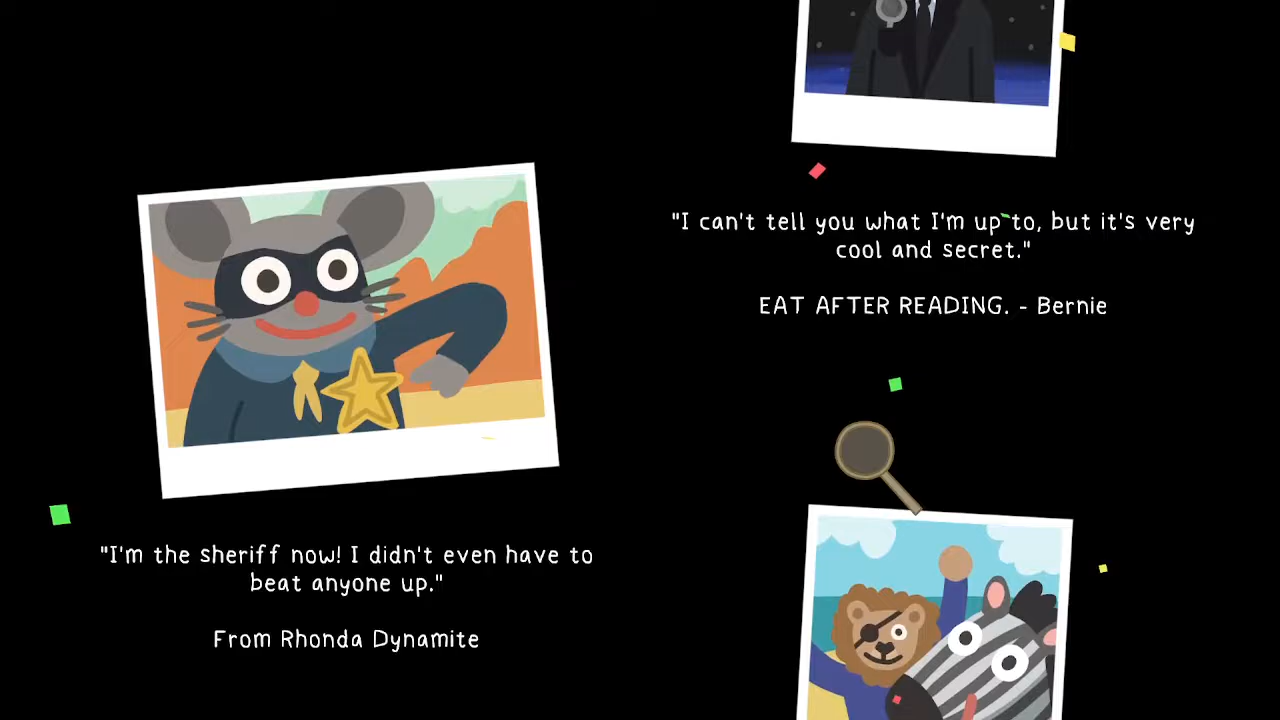 "I can't tell you what I'm up to, but it's very
cool and secret."
EAT AFTER READING. - Bernie
"I'm the sheriff now! I didn't even have to
beat anyone up."
From Rhonda Dynamite